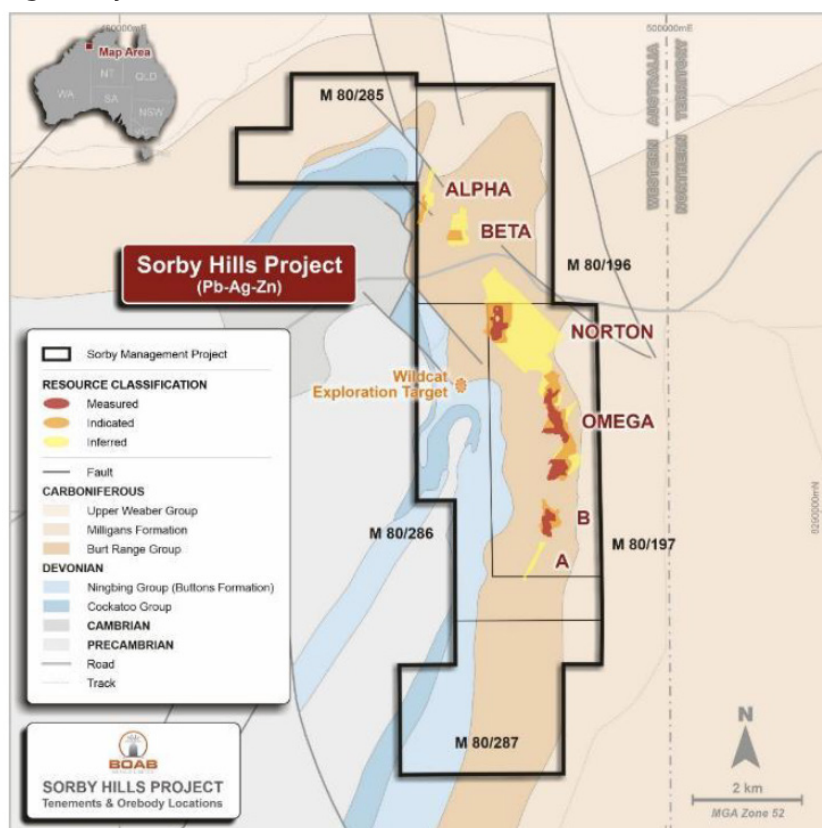 500000mE
Map Area
NT
QLD
WA
SA
NSW
WESTERN AUSTRALIA
NORTHERN TERRITORY
M 80/285
ALPHA
BETA
Sorby Hills Project
(Pb-Ag-Zn)
M 80/196
NORTON
Wildcat
Exploration Target
OMEGA
B
A
M 80/286
M 80/197
M 80/287
8290000mN
Sorby Management Project
RESOURCE CLASSIFICATION
Measured
Indicated
Inferred
Fault
CARBONIFEROUS
Upper Weaber Group
Milligans Formation
Burt Range Group
DEVONIAN
Ningbing Group (Buttons Formation)
Cockatoo Group
CAMBRIAN
PRECAMBRIAN
Road
Track
BOAB
SORBY HILLS PROJECT
Tenements & Orebody Locations
N
2 km
MGA Zone 52